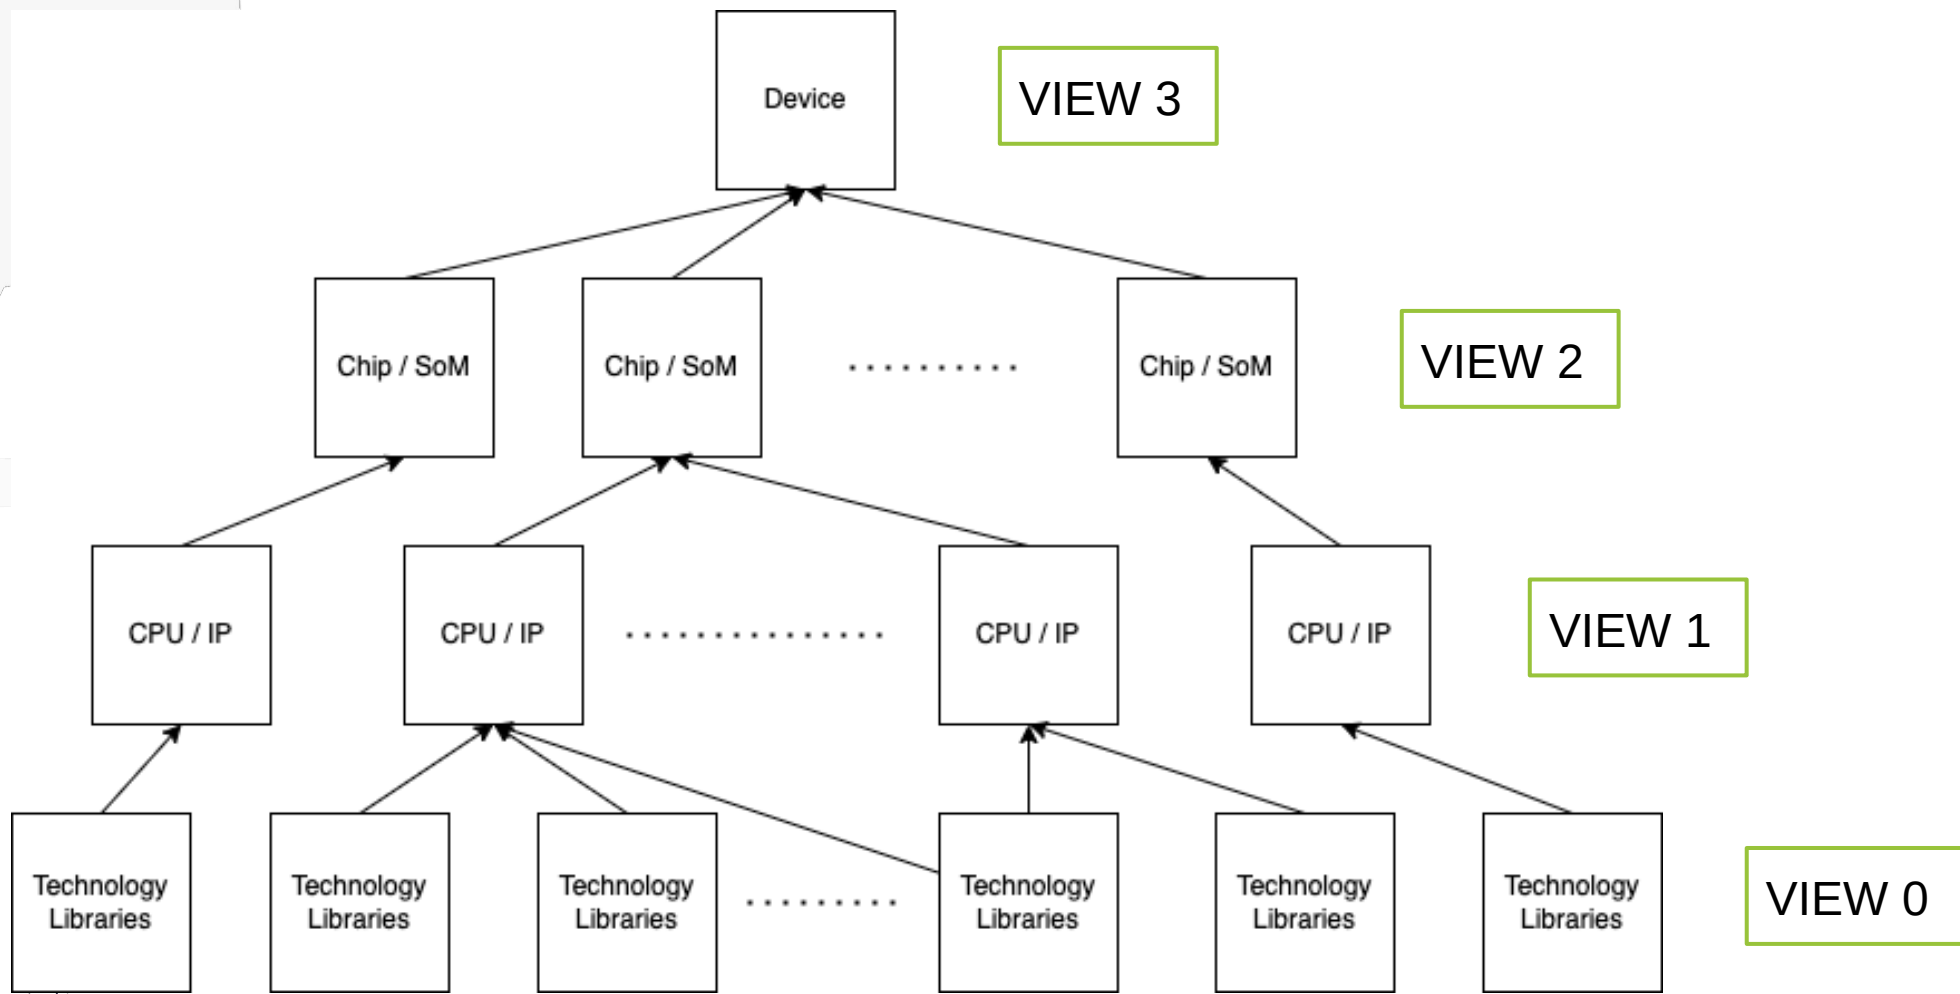 Device
VIEW 3
Chip / SoM
Chip / SoM
..........
Chip / SoM
VIEW 2
CPU / IP
CPU / IP
...............
CPU / IP
CPU / IP
VIEW 1
Technology
Libraries
Technology
Libraries
Technology
Libraries
.........
Technology
Libraries
Technology
Libraries
Technology
Libraries
VIEW 0